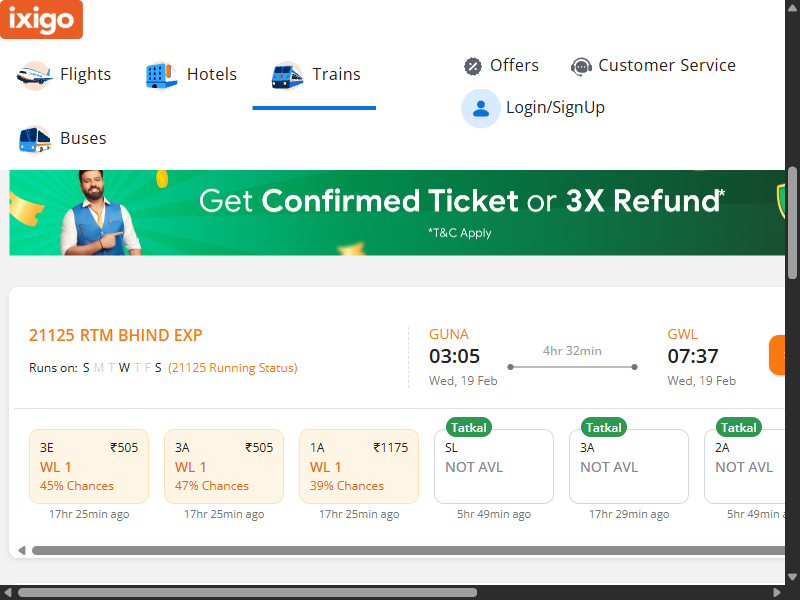 ixigo
Flights
Hotels
Trains
Offers
Customer Service
Login/SignUp
Buses
Get Confirmed Ticket or 3X Refund*
*T&C Apply
21125 RTM BHIND EXP
Runs on: S M T W T F S (21125 Running Status)
GUNA
03:05
Wed, 19 Feb
4hr 32min
GWL
07:37
Wed, 19 Feb
3E ₹505
WL 1
45% Chances
17hr 25min ago
3A ₹505
WL 1
47% Chances
17hr 25min ago
1A ₹1175
WL 1
39% Chances
17hr 25min ago
Tatkal
SL
NOT AVL
5hr 49min ago
Tatkal
3A
NOT AVL
17hr 29min ago
Tatkal
2A
NOT AVL
5hr 49min